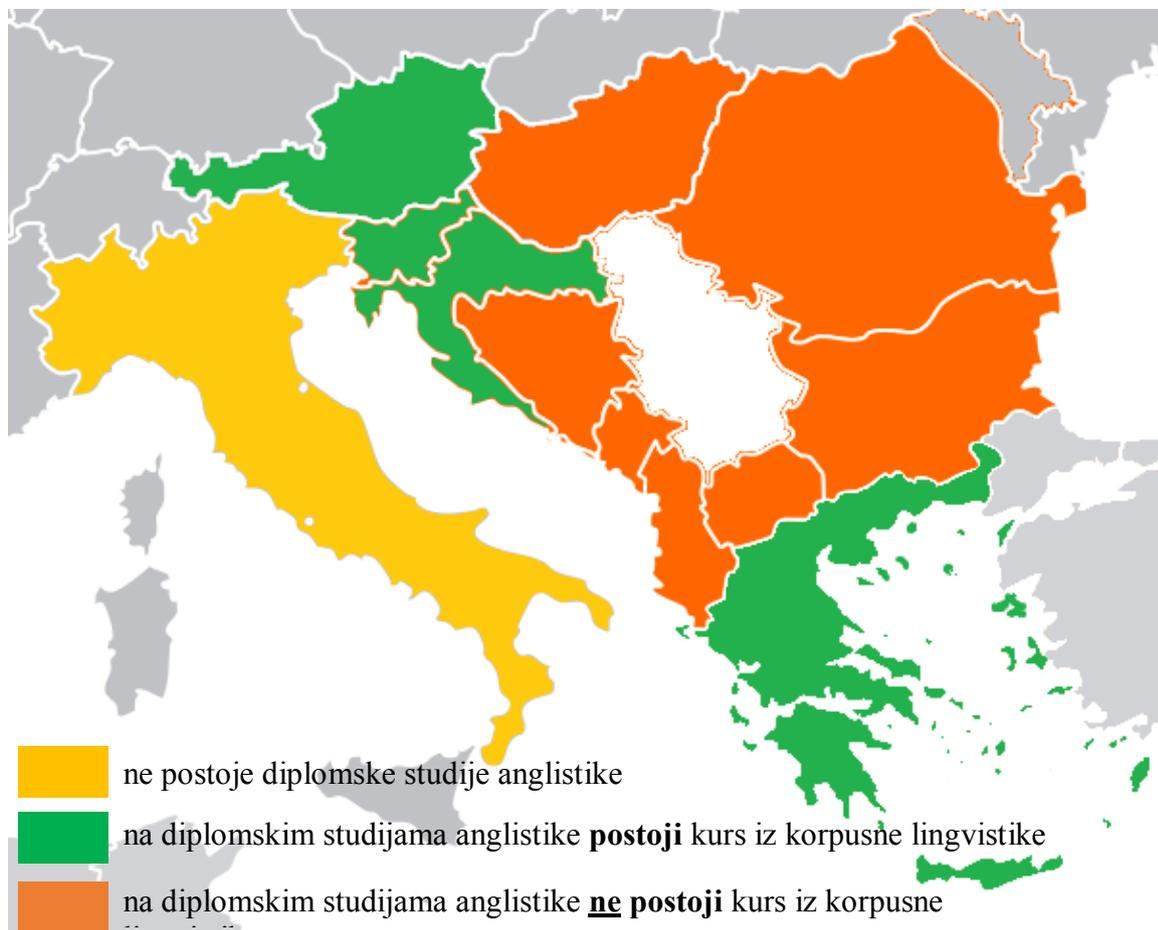 ne postoje diplomske studije anglistike
na diplomskim studijama anglistike postoji kurs iz korpusne lingvistike
na diplomskim studijama anglistike ne postoji kurs iz korpusne